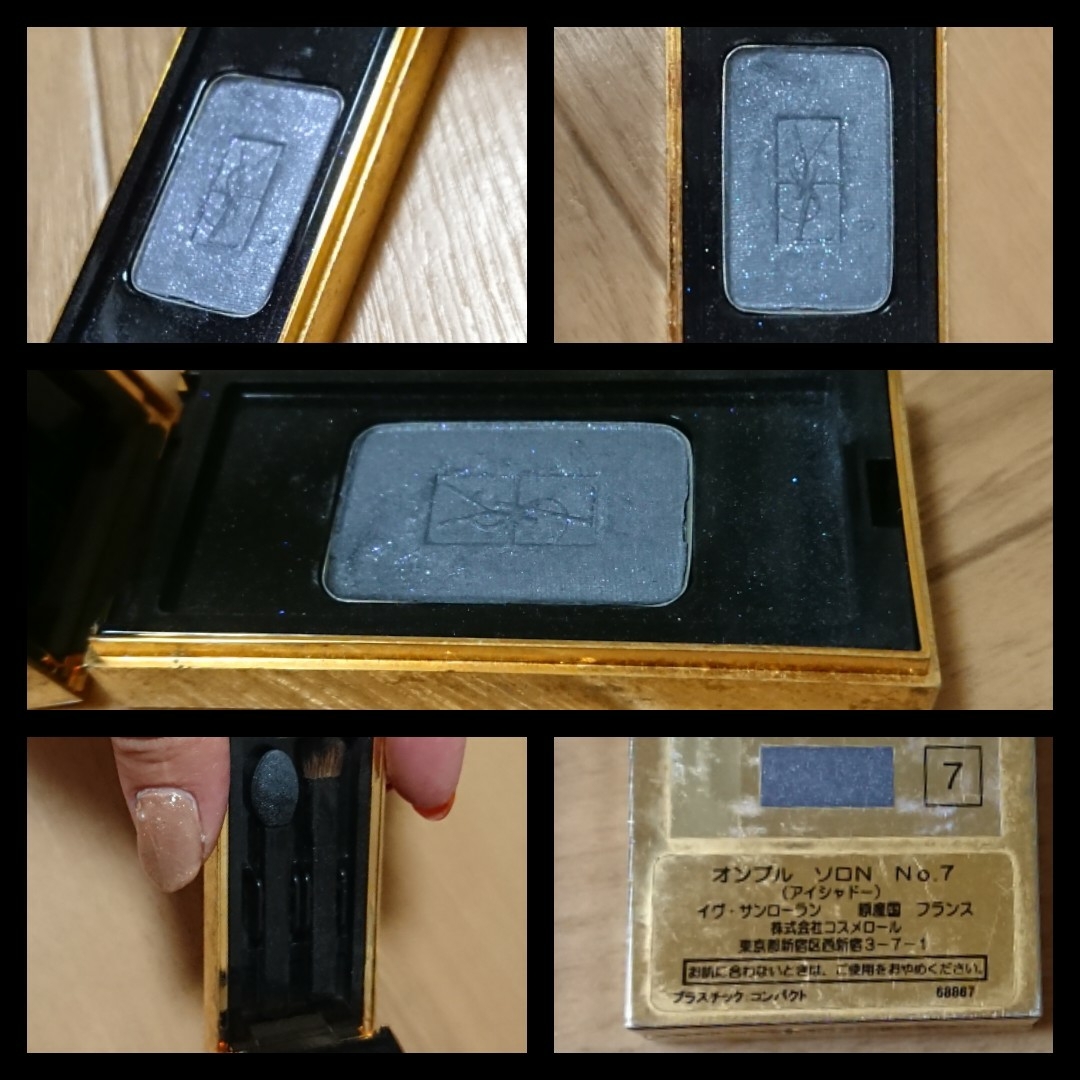 YSL
YSL
YSL
7
オンブル ソロN No.7
(アイシャドー)
イヴ・サンローラン 原産国 フランス
株式会社コスメロール
東京都新宿区西新宿3-7-1
お肌に合わないときは、ご使用をおやめください。
プラスチック コンパクト 68867